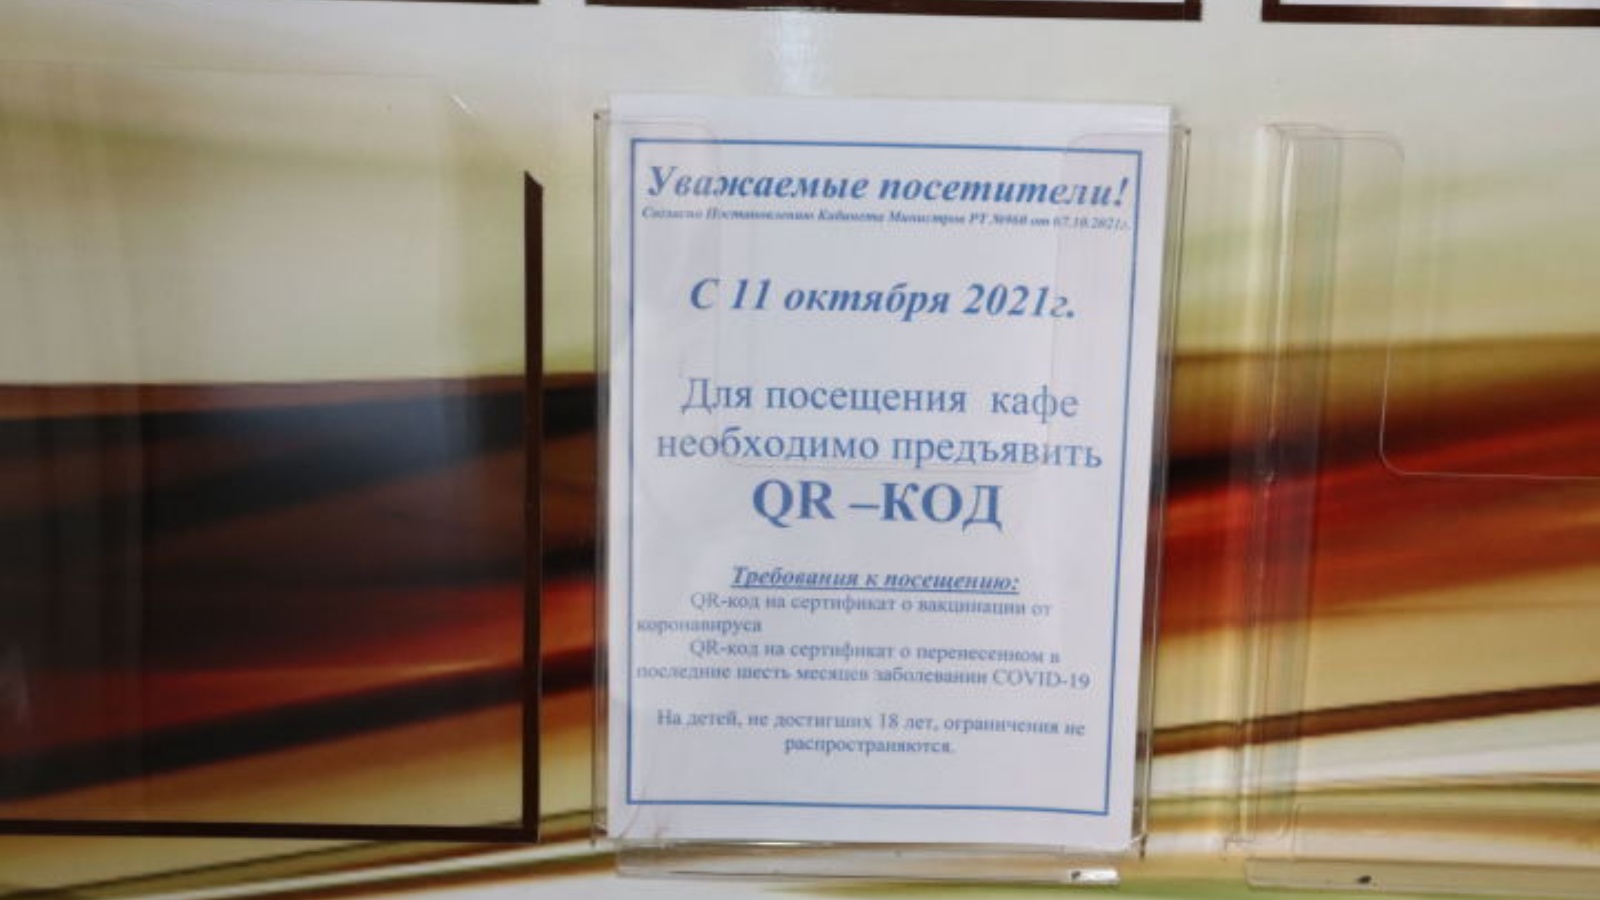 Уважаемые посетители!
Согласно Постановлению Кабинета Министров РТ №960 от 07.10.2021г.
С 11 октября 2021г.
Для посещения кафе
необходимо предъявить
QR –КОД
Требования к посещению:
QR-код на сертификат о вакцинации от
коронавируса
QR-код на сертификат о перенесенном в
последние шесть месяцев заболевании COVID-19
На детей, не достигших 18 лет, ограничения не
распространяются.